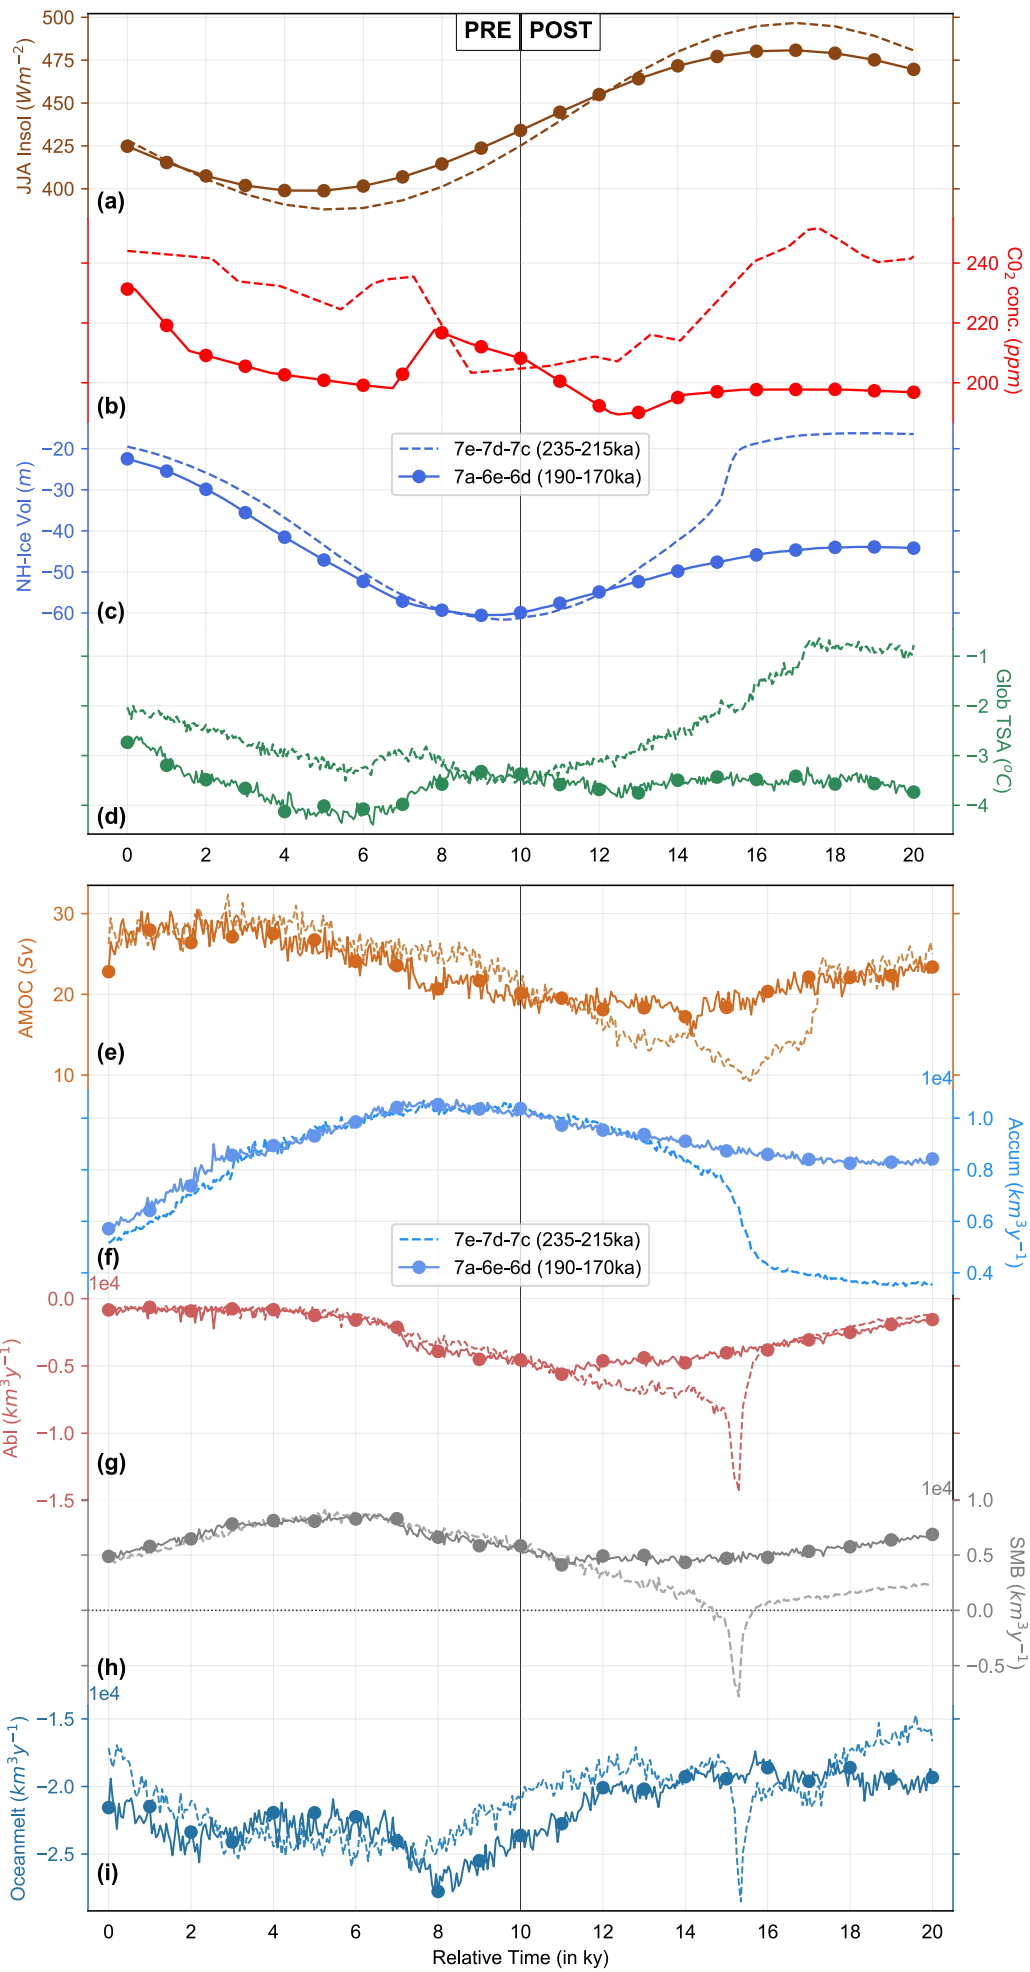 PRE POST
500
475
450
425
400
JJA Insol (Wm⁻²)
(a)
240
220
200
C0₂ conc. (ppm)
(b)
7e-7d-7c (235-215ka)
7a-6e-6d (190-170ka)
−20
−30
−40
−50
−60
NH-Ice Vol (m)
(c)
−1
−2
−3
−4
Glob TSA (°C)
(d)
0 2 4 6 8 10 12 14 16 18 20
30
20
10
AMOC (Sv)
(e)
1e4
1.0
0.8
0.6
0.4
Accum (km³y⁻¹)
7e-7d-7c (235-215ka)
7a-6e-6d (190-170ka)
(f)
1e4
0.0
−0.5
−1.0
−1.5
Abl (km³y⁻¹)
(g)
1e4
1.0
0.5
0.0
−0.5
SMB (km³y⁻¹)
(h)
1e4
−1.5
−2.0
−2.5
Oceanmelt (km³y⁻¹)
(i)
0 2 4 6 8 10 12 14 16 18 20
Relative Time (in ky)